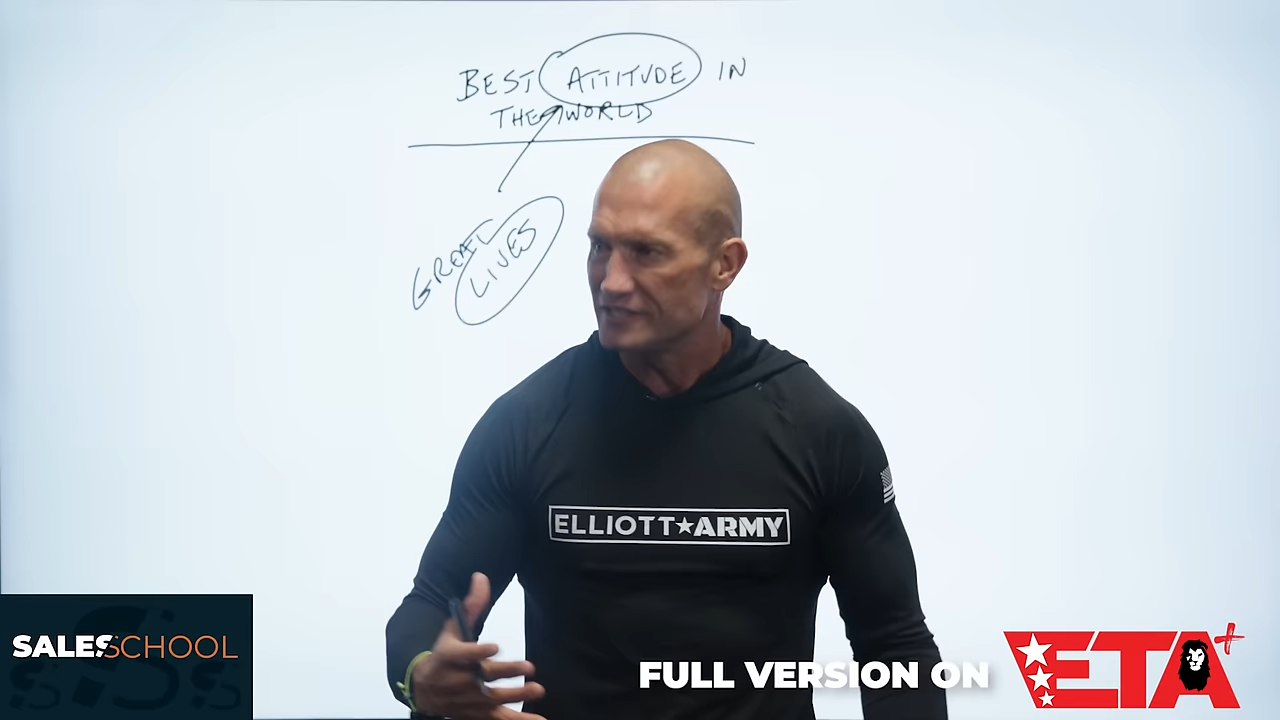 BEST ATTITUDE IN
THE WORLD
GREAT
LIVES
ELLIOTT★ARMY
SALESSCHOOL
FULL VERSION ON ETA+